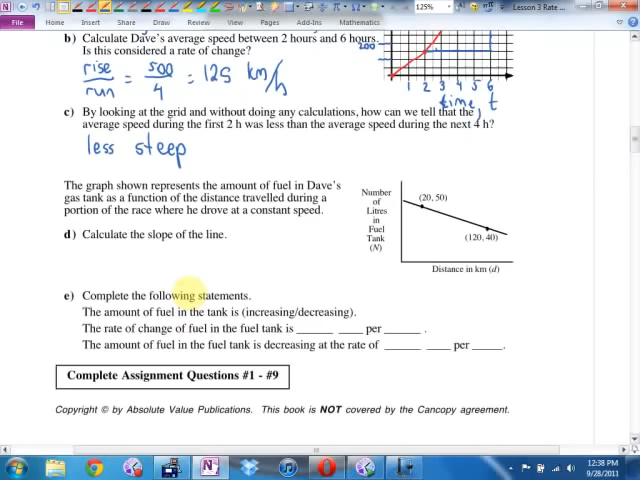 File
Home
Insert
125%
Lesson 3 Rate
Basic Text
Tags
Tools
Automation
Mathematics
b) Calculate Dave's average speed between 2 hours and 6 hours.
Is this considered a rate of change?
rise/run = 500/4 = 125 km/h
200
1 2 3 4 5 6
time, t
c) By looking at the grid and without doing any calculations, how can we tell that the
average speed during the first 2 h was less than the average speed during the next 4 h?
less steep
The graph shown represents the amount of fuel in Dave's
gas tank as a function of the distance travelled during a
portion of the race where he drove at a constant speed.
d) Calculate the slope of the line.
Number
of
Litres
in
Fuel
Tank
(N)
(20, 50)
(120, 40)
Distance in km (d)
e) Complete the following statements.
The amount of fuel in the tank is (increasing/decreasing).
The rate of change of fuel in the fuel tank is ______ ____ per ______ .
The amount of fuel in the fuel tank is decreasing at the rate of ______ ____ per _____.
Complete Assignment Questions #1 - #9
Copyright © by Absolute Value Publications. This book is NOT covered by the Cancopy agreement.
12:38 PM
9/28/2011